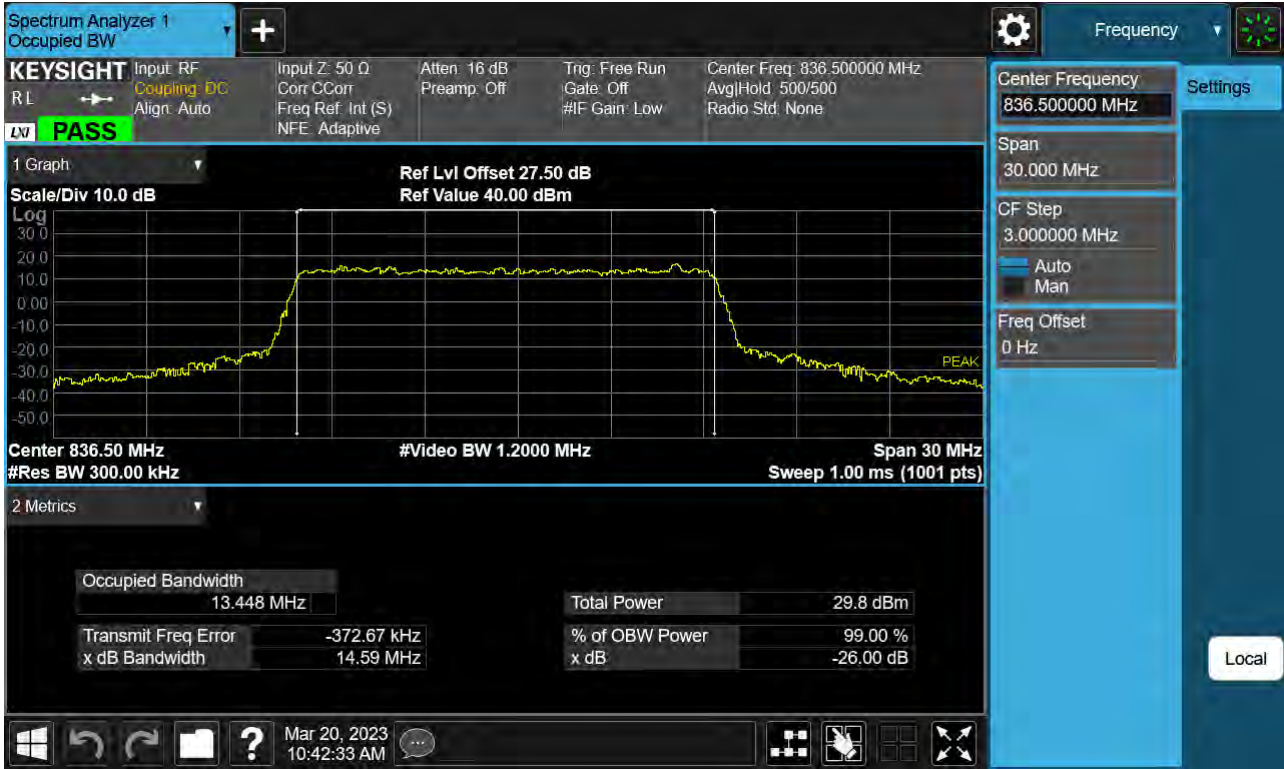 Spectrum Analyzer 1
Occupied BW
+
Frequency
KEYSIGHT
RL
LXI
PASS
Input: RF
Coupling: DC
Align: Auto
Input Z: 50 Ω
Corr CCorr
Freq Ref: Int (S)
NFE: Adaptive
Atten: 16 dB
Preamp: Off
Trig: Free Run
Gate: Off
#IF Gain: Low
Center Freq: 836.500000 MHz
Avg|Hold: 500/500
Radio Std: None
Center Frequency
836.500000 MHz
Settings
Span
30.000 MHz
CF Step
3.000000 MHz
Auto
Man
Freq Offset
0 Hz
1 Graph
Scale/Div 10.0 dB
Ref Lvl Offset 27.50 dB
Ref Value 40.00 dBm
Log
30.0
20.0
10.0
0.00
-10.0
-20.0
-30.0
-40.0
-50.0
PEAK
Center 836.50 MHz
#Video BW 1.2000 MHz
Span 30 MHz
#Res BW 300.00 kHz
Sweep 1.00 ms (1001 pts)
2 Metrics
Occupied Bandwidth
13.448 MHz
Total Power 29.8 dBm
Transmit Freq Error -372.67 kHz
% of OBW Power 99.00 %
x dB Bandwidth 14.59 MHz
x dB -26.00 dB
Local
?
Mar 20, 2023
10:42:33 AM